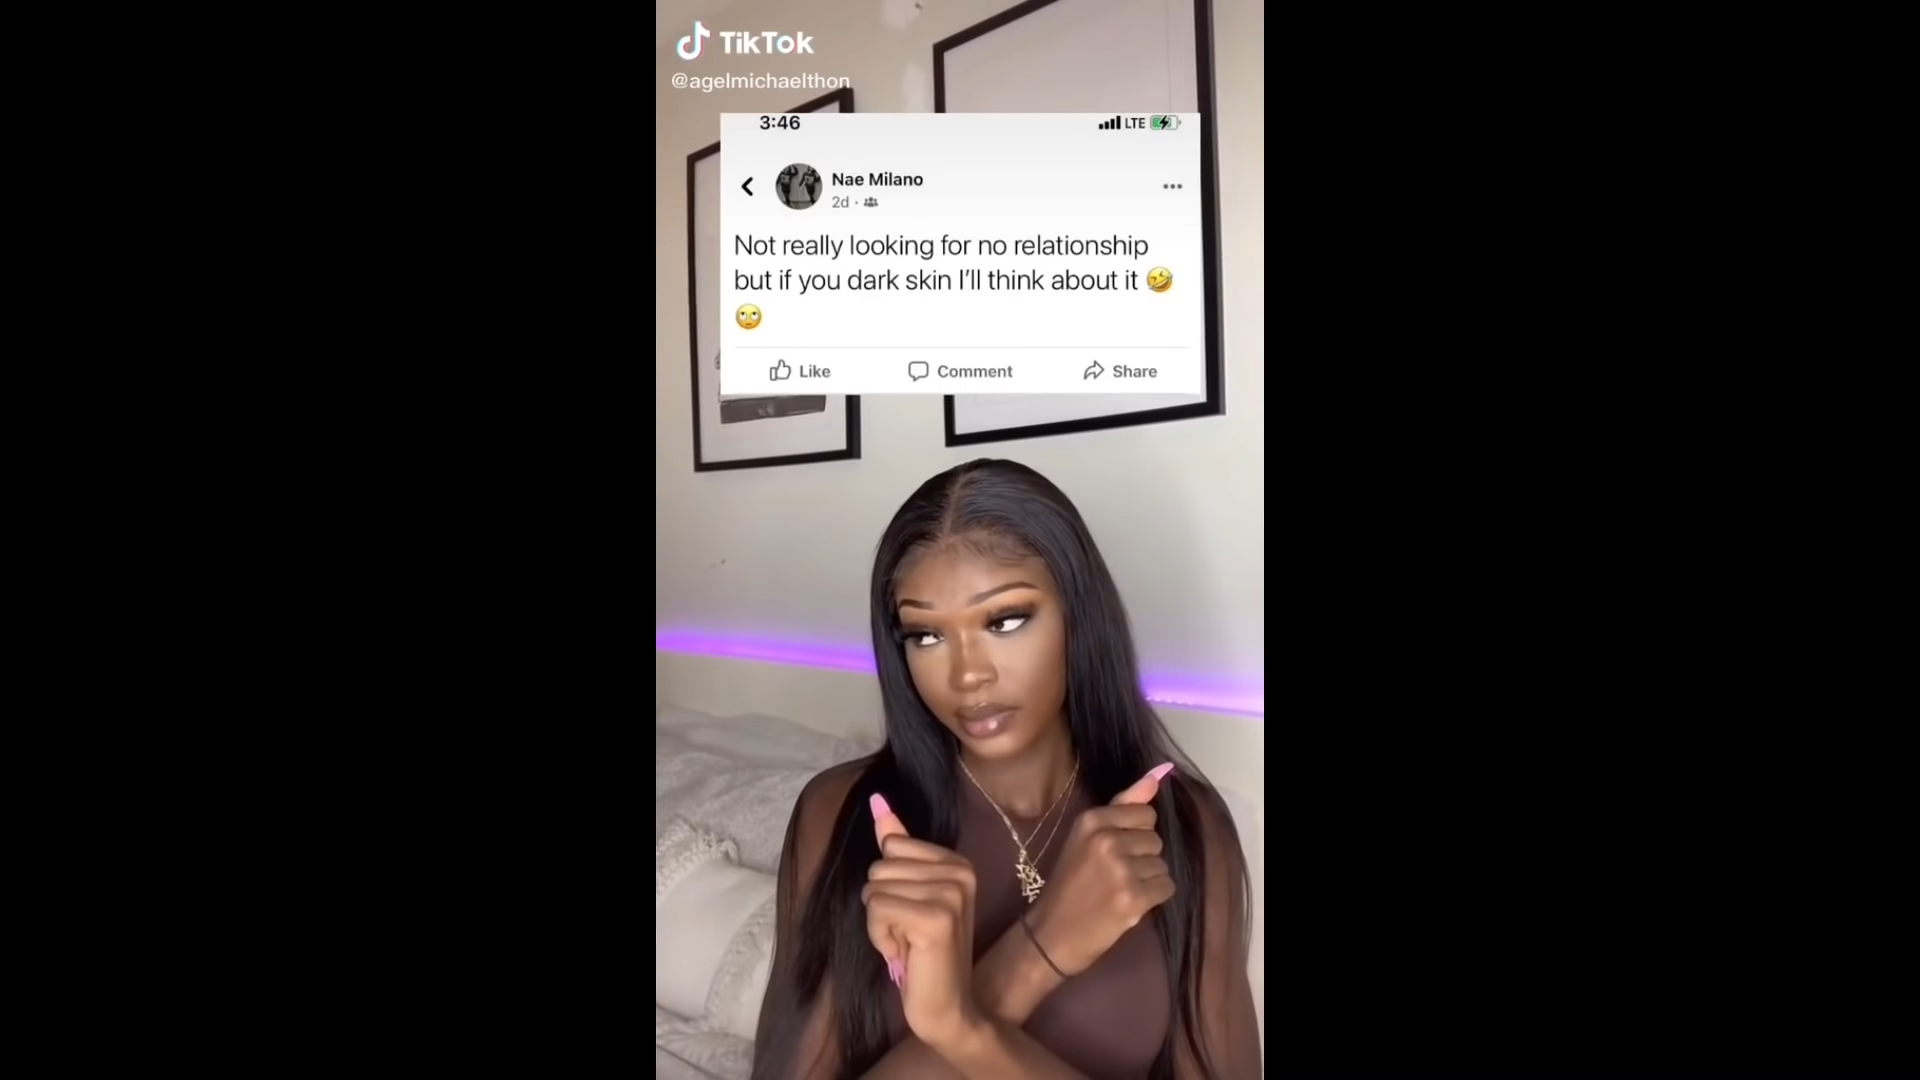 TikTok
@agelmichaelthon
3:46
LTE
Nae Milano
2d ·
Not really looking for no relationship
but if you dark skin I'll think about it 🤣
🙄
Like
Comment
Share